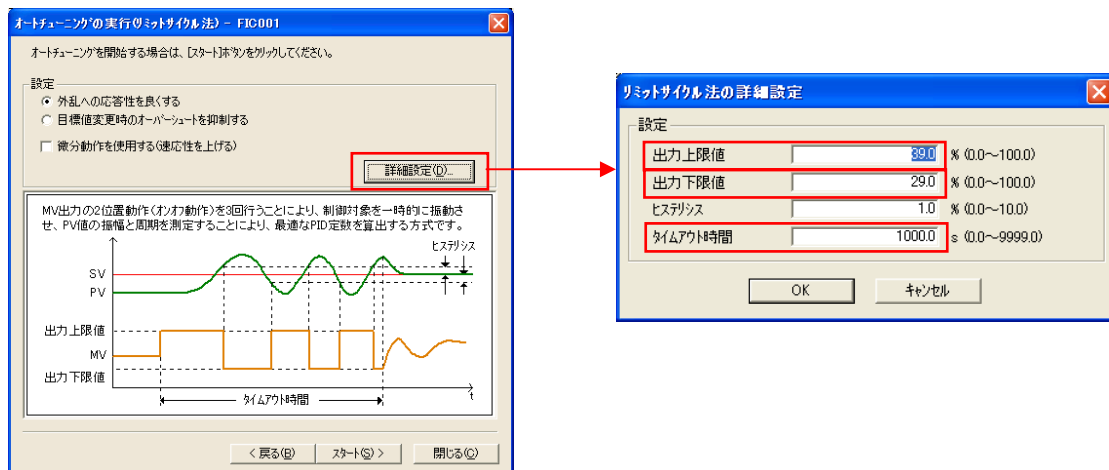 オートチューニングの実行(リミットサイクル法) - FIC001
オートチューニングを開始する場合は、[スタート]ボタンをクリックしてください。
設定
外乱への応答性を良くする
目標値変更時のオーバーシュートを抑制する
微分動作を使用する(速応性を上げる)
詳細設定(D)...
MV出力の2位置動作(オンオフ動作)を3回行うことにより、制御対象を一時的に振動さ
せ、PV値の振幅と周期を測定することにより、最適なPID定数を算出する方式です。
ヒステリシス
SV
PV
出力上限値
MV
出力下限値
タイムアウト時間
t
< 戻る(B)
スタート(S) >
閉じる(C)
リミットサイクル法の詳細設定
設定
出力上限値 39.0 % (0.0～100.0)
出力下限値 29.0 % (0.0～100.0)
ヒステリシス 1.0 % (0.0～10.0)
タイムアウト時間 1000.0 s (0.0～9999.0)
OK
キャンセル